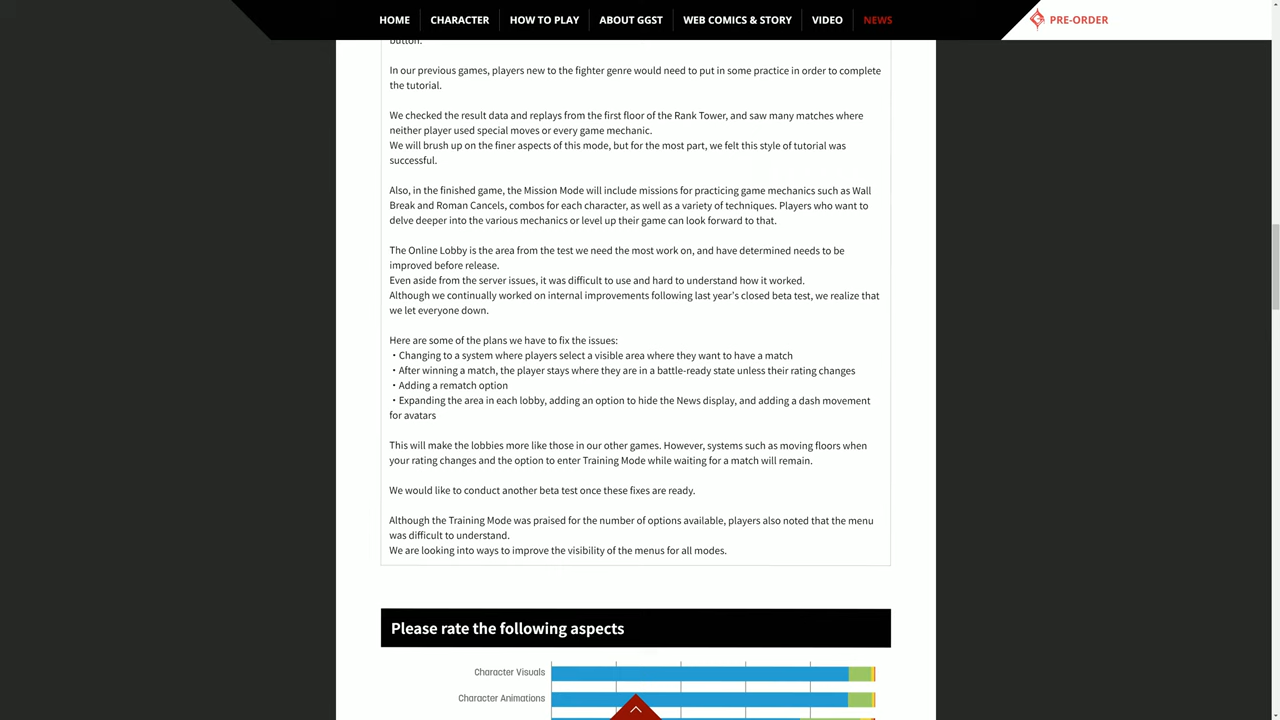 HOME
CHARACTER
HOW TO PLAY
ABOUT GGST
WEB COMICS & STORY
VIDEO
NEWS
PRE-ORDER
button.
In our previous games, players new to the fighter genre would need to put in some practice in order to complete
the tutorial.
We checked the result data and replays from the first floor of the Rank Tower, and saw many matches where
neither player used special moves or every game mechanic.
We will brush up on the finer aspects of this mode, but for the most part, we felt this style of tutorial was
successful.
Also, in the finished game, the Mission Mode will include missions for practicing game mechanics such as Wall
Break and Roman Cancels, combos for each character, as well as a variety of techniques. Players who want to
delve deeper into the various mechanics or level up their game can look forward to that.
The Online Lobby is the area from the test we need the most work on, and have determined needs to be
improved before release.
Even aside from the server issues, it was difficult to use and hard to understand how it worked.
Although we continually worked on internal improvements following last year's closed beta test, we realize that
we let everyone down.
Here are some of the plans we have to fix the issues:
・Changing to a system where players select a visible area where they want to have a match
・After winning a match, the player stays where they are in a battle-ready state unless their rating changes
・Adding a rematch option
・Expanding the area in each lobby, adding an option to hide the News display, and adding a dash movement
for avatars
This will make the lobbies more like those in our other games. However, systems such as moving floors when
your rating changes and the option to enter Training Mode while waiting for a match will remain.
We would like to conduct another beta test once these fixes are ready.
Although the Training Mode was praised for the number of options available, players also noted that the menu
was difficult to understand.
We are looking into ways to improve the visibility of the menus for all modes.
Please rate the following aspects
Character Visuals
Character Animations